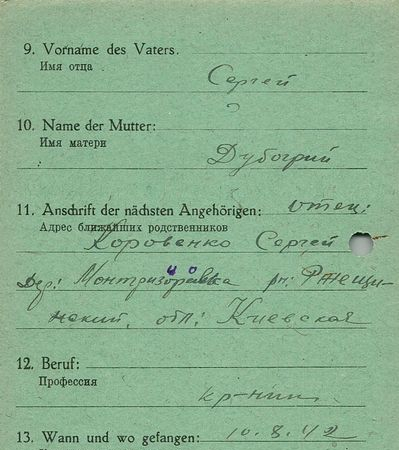 9. Vorname des Vaters.
Имя отца
Сергей
10. Name der Mutter:
Имя матери
Дубогрий
11. Anschrift der nächsten Angehörigen: отец:
Адрес ближайших родственников
Коровенко Сергей
Дер: рн: Ржещи-
невский, обл: Киевская
12. Beruf:
Профессия
кр-нин
13. Wann und wo gefangen: 10.8.42